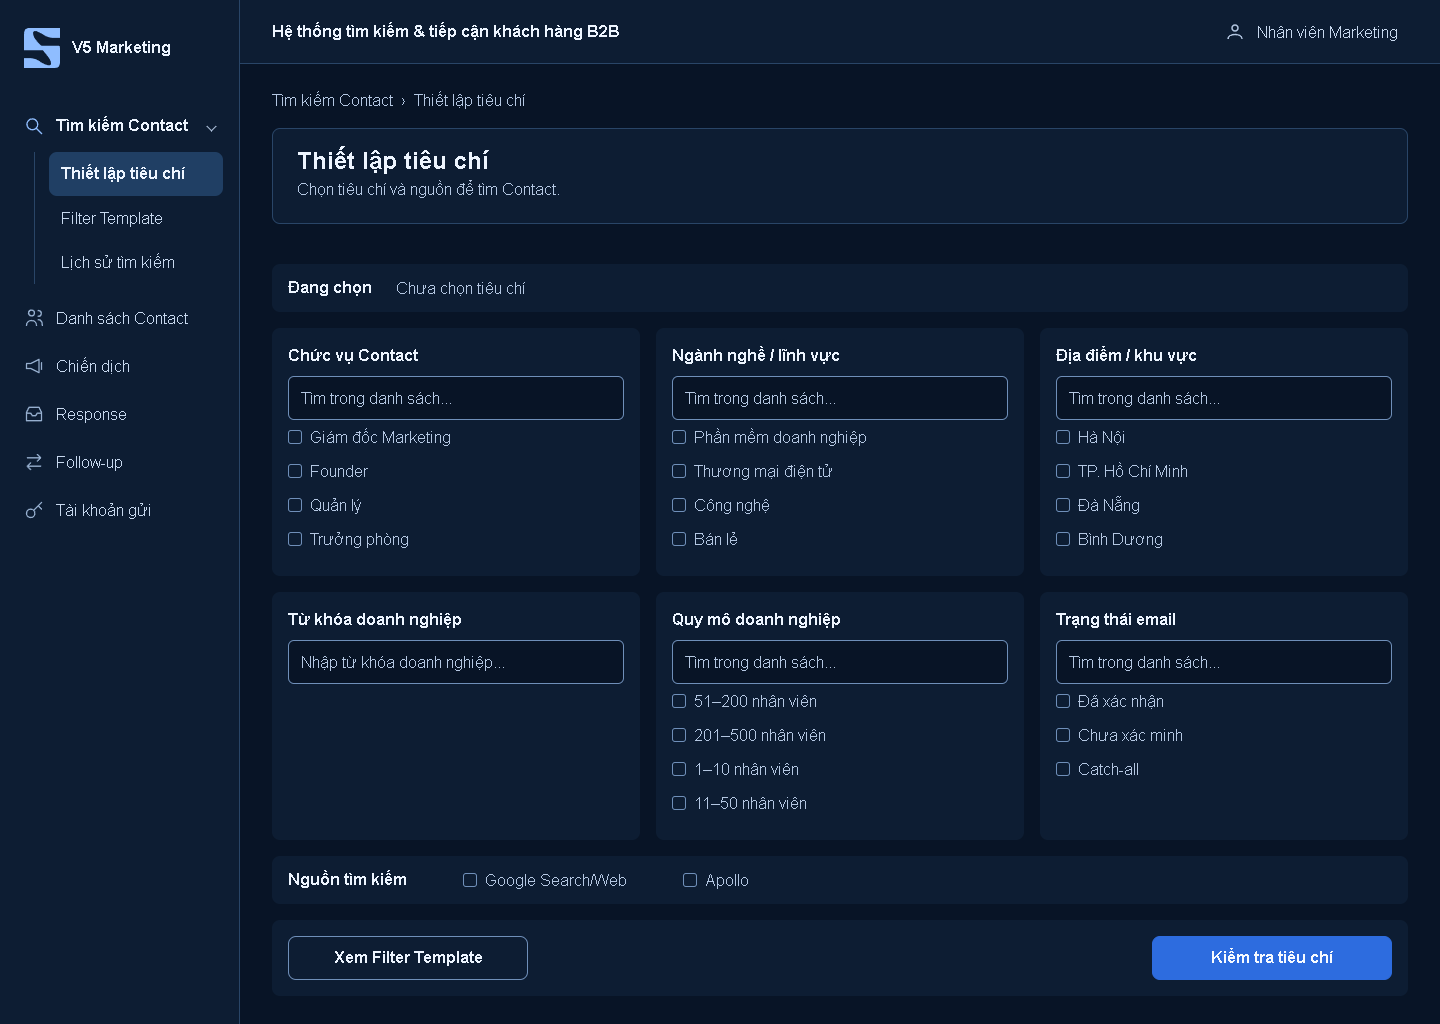 V5 Marketing
Hệ thống tìm kiếm & tiếp cận khách hàng B2B
Nhân viên Marketing
Tìm kiếm Contact
Thiết lập tiêu chí
Filter Template
Lịch sử tìm kiếm
Danh sách Contact
Chiến dịch
Response
Follow-up
Tài khoản gửi
Tìm kiếm Contact › Thiết lập tiêu chí
Thiết lập tiêu chí
Chọn tiêu chí và nguồn để tìm Contact.
Đang chọn Chưa chọn tiêu chí
Chức vụ Contact
Tìm trong danh sách...
Giám đốc Marketing
Founder
Quản lý
Trưởng phòng
Ngành nghề / lĩnh vực
Tìm trong danh sách...
Phần mềm doanh nghiệp
Thương mại điện tử
Công nghệ
Bán lẻ
Địa điểm / khu vực
Tìm trong danh sách...
Hà Nội
TP. Hồ Chí Minh
Đà Nẵng
Bình Dương
Từ khóa doanh nghiệp
Nhập từ khóa doanh nghiệp...
Quy mô doanh nghiệp
Tìm trong danh sách...
51–200 nhân viên
201–500 nhân viên
1–10 nhân viên
11–50 nhân viên
Trạng thái email
Tìm trong danh sách...
Đã xác nhận
Chưa xác minh
Catch-all
Nguồn tìm kiếm Google Search/Web Apollo
Xem Filter Template
Kiểm tra tiêu chí